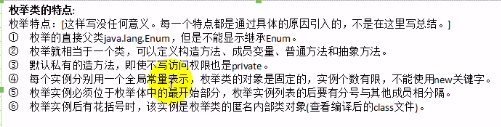 枚举类的特点:
枚举特点：[这样写没任何意义。每一个特点都是通过具体的原因引入的，不是在这里写总结。]
① 枚举的直接父类java.lang.Enum，但是不能显示继承Enum。
② 枚举就相当于一个类，可以定义构造方法、成员变量、普通方法和抽象方法。
③ 默认私有的造方法，即使不写访问权限也是private。
④ 每个实例分别用一个全局常量表示，枚举类的对象是固定的，实例个数有限，不能使用new关键字。
⑤ 枚举实例必须位于枚举体中的最开始部分，枚举实例列表的后要有分号与其他成员相分隔。
⑥ 枚举实例后有花括号时，该实例是枚举类的匿名内部类对象(查看编译后的class文件)。